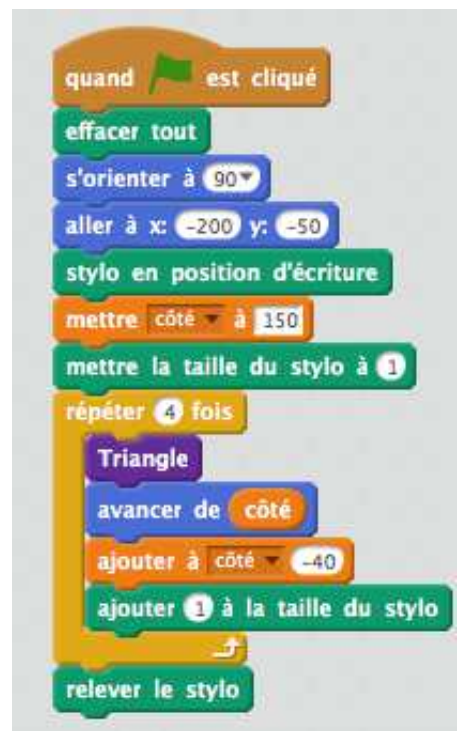 quand est cliqué
effacer tout
s'orienter à 90
aller à x: -200 y: -50
stylo en position d'écriture
mettre côté à 150
mettre la taille du stylo à 1
répéter 4 fois
Triangle
avancer de côté
ajouter à côté -40
ajouter 1 à la taille du stylo
relever le stylo